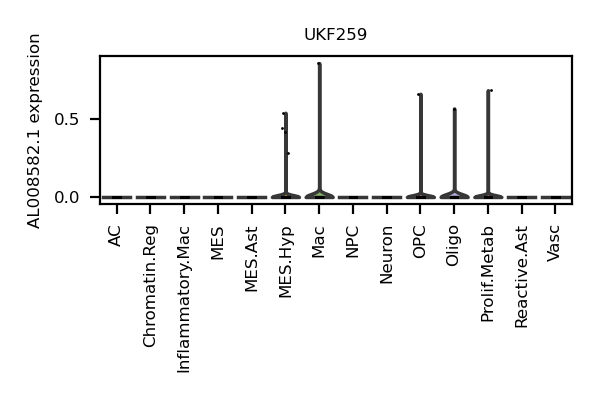 UKF259
AL008582.1 expression
0.5
0.0
AC
Chromatin.Reg
Inflammatory.Mac
MES
MES.Ast
MES.Hyp
Mac
NPC
Neuron
OPC
Oligo
Prolif.Metab
Reactive.Ast
Vasc